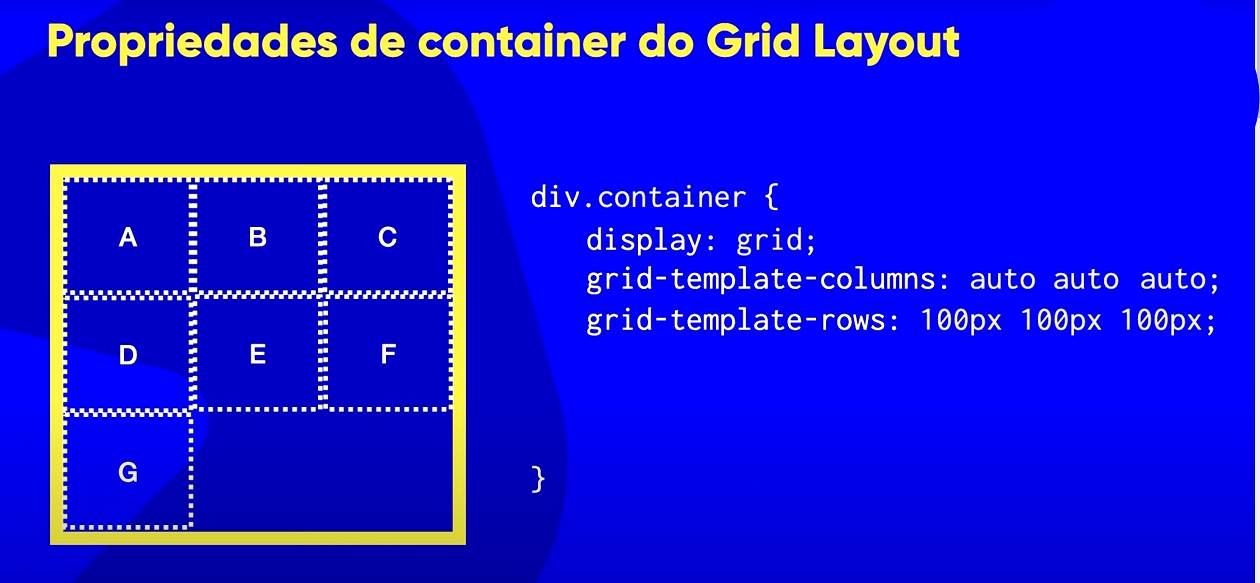 Propriedades de container do Grid Layout
A B C
D E F
G
div.container {
display: grid;
grid-template-columns: auto auto auto;
grid-template-rows: 100px 100px 100px;
}